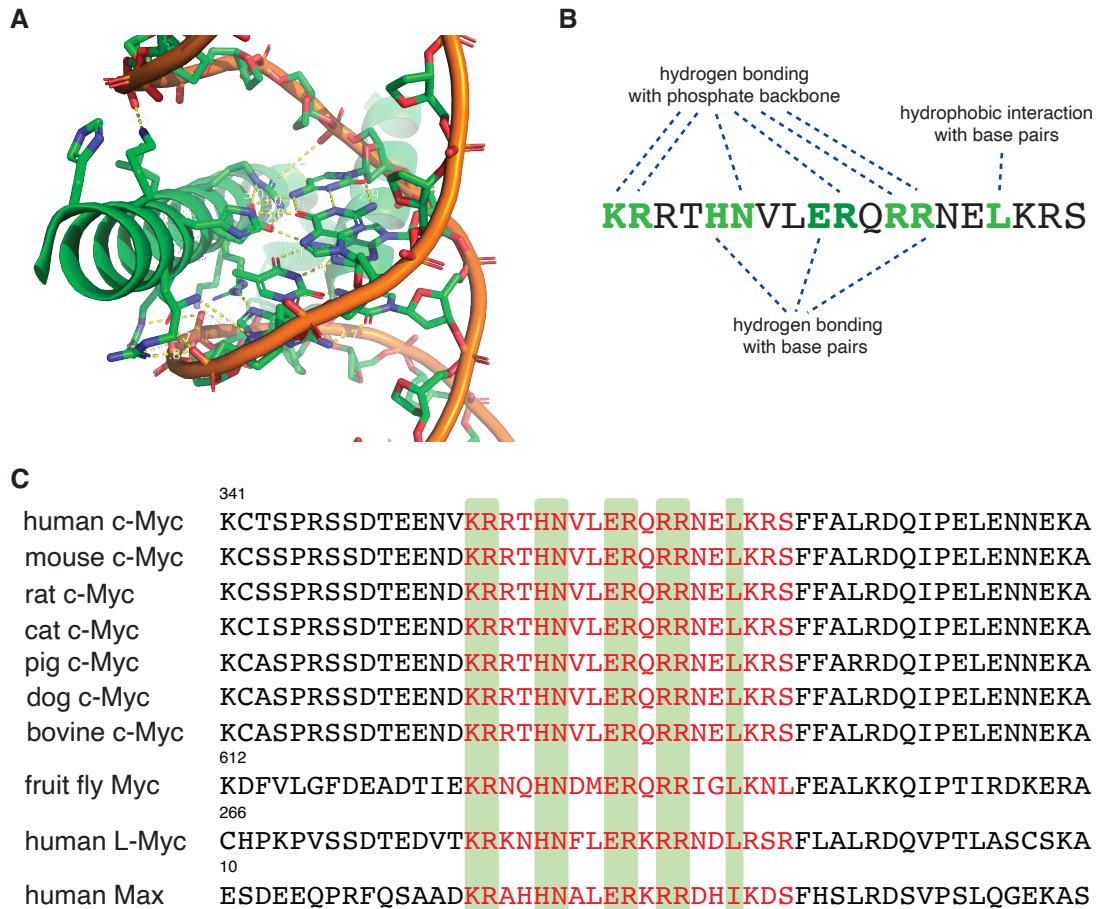 A
B
hydrogen bonding
with phosphate backbone
hydrophobic interaction
with base pairs
KRRTHNVLERQRRNELKRS
hydrogen bonding
with base pairs
C
341
human c-Myc KCTSPRSSDTEENVKRRTHNVLERQRRNELKRSFFALRDQIPELENNEKA
mouse c-Myc KCSSPRSSDTEENDKRRTHNVLERQRRNELKRSFFALRDQIPELENNEKA
rat c-Myc KCSSPRSSDTEENDKRRTHNVLERQRRNELKRSFFALRDQIPELENNEKA
cat c-Myc KCISPRSSDTEENDKRRTHNVLERQRRNELKRSFFALRDQIPELENNEKA
pig c-Myc KCASPRSSDTEENDKRRTHNVLERQRRNELKRSFFARRDQIPELENNEKA
dog c-Myc KCASPRSSDTEENDKRRTHNVLERQRRNELKRSFFALRDQIPELENNEKA
bovine c-Myc KCASPRSSDTEENDKRRTHNVLERQRRNELKRSFFALRDQIPELENNEKA
612
fruit fly Myc KDFVLGFDEADTIEKRNQHNDMERQRRIGLKNLFEALKKQIPTIRDKERA
266
human L-Myc CHPKPVSSDTEDVTKRKNHNFLERKRRNDLRSRFLALRDQVPTLASCSKA
10
human Max ESDEEQPRFQSAADKRAHHNALERKRRDHIKDSFHSLRDSVPSLQGEKAS